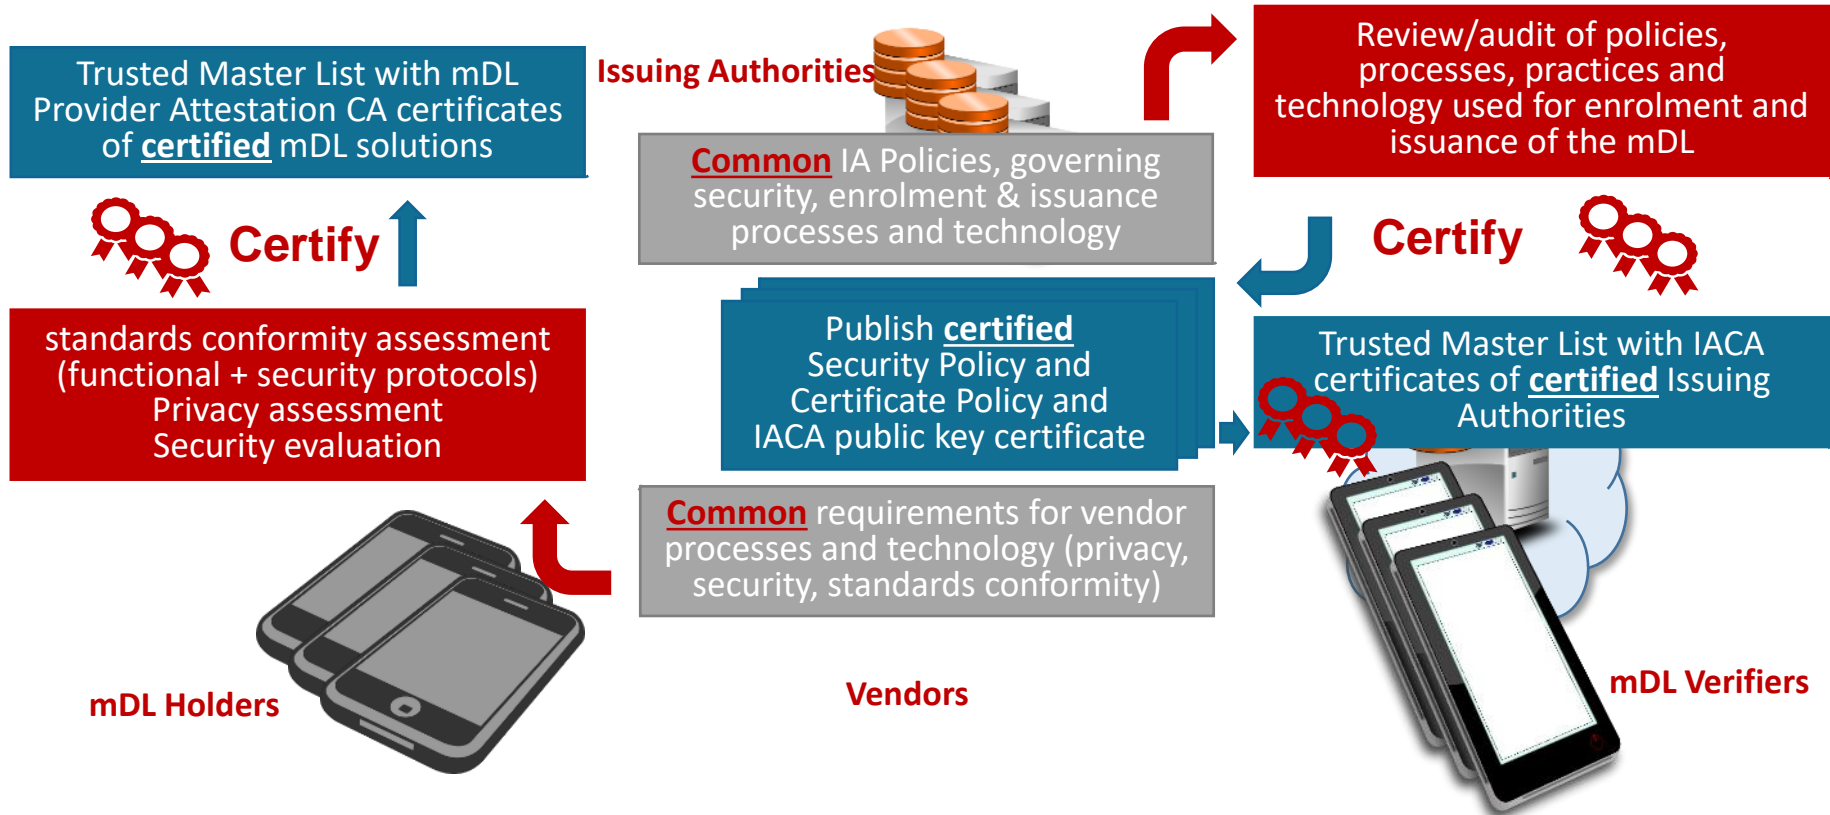 Trusted Master List with mDL
Provider Attestation CA certificates
of certified mDL solutions
Certify
standards conformity assessment
(functional + security protocols)
Privacy assessment
Security evaluation
mDL Holders
Issuing Authorities
Common IA Policies, governing
security, enrolment & issuance
processes and technology
Publish certified
Security Policy and
Certificate Policy and
IACA public key certificate
Common requirements for vendor
processes and technology (privacy,
security, standards conformity)
Vendors
Review/audit of policies,
processes, practices and
technology used for enrolment and
issuance of the mDL
Certify
Trusted Master List with IACA
certificates of certified Issuing
Authorities
mDL Verifiers